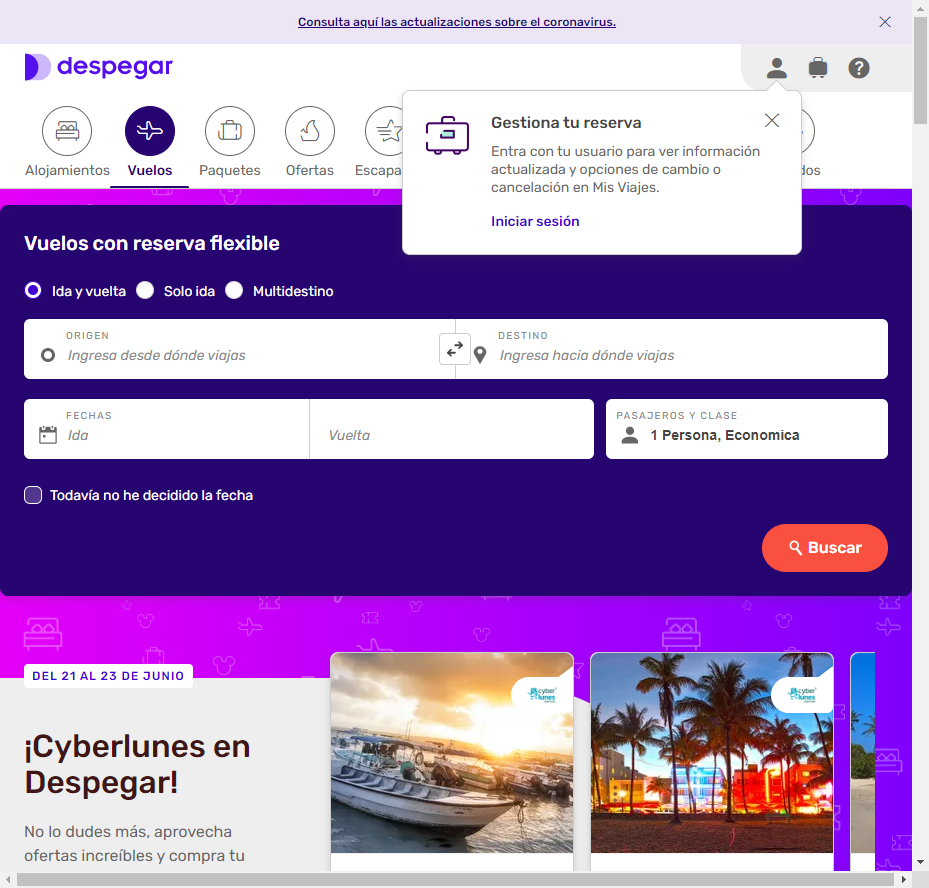 Consulta aquí las actualizaciones sobre el coronavirus.
despegar
Alojamientos
Vuelos
Paquetes
Ofertas
Escapa
dos
Gestiona tu reserva
Entra con tu usuario para ver información
actualizada y opciones de cambio o
cancelación en Mis Viajes.
Iniciar sesión
Vuelos con reserva flexible
Ida y vuelta
Solo ida
Multidestino
ORIGEN
Ingresa desde dónde viajas
DESTINO
Ingresa hacia dónde viajas
FECHAS
Ida
Vuelta
PASAJEROS Y CLASE
1 Persona, Economica
Todavía no he decidido la fecha
Buscar
DEL 21 AL 23 DE JUNIO
¡Cyberlunes en
Despegar!
No lo dudes más, aprovecha
ofertas increíbles y compra tu
cyber
lunes
cyber
lunes